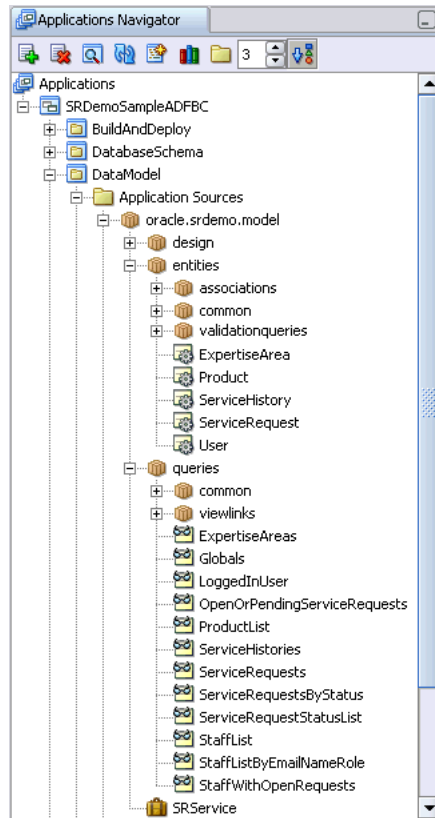 Applications Navigator
3
Applications
SRDemoSampleADFBC
BuildAndDeploy
DatabaseSchema
DataModel
Application Sources
oracle.srdemo.model
design
entities
associations
common
validationqueries
ExpertiseArea
Product
ServiceHistory
ServiceRequest
User
queries
common
viewlinks
ExpertiseAreas
Globals
LoggedInUser
OpenOrPendingServiceRequests
ProductList
ServiceHistories
ServiceRequests
ServiceRequestsByStatus
ServiceRequestStatusList
StaffList
StaffListByEmailNameRole
StaffWithOpenRequests
SRService